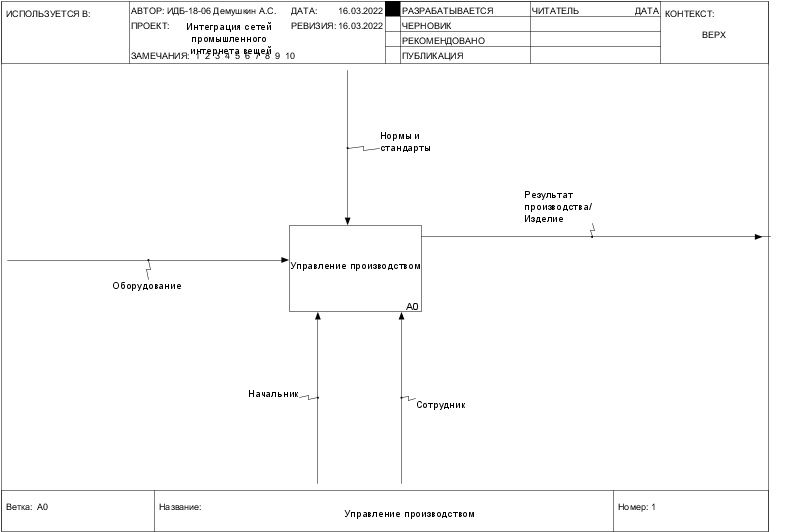 ИСПОЛЬЗУЕТСЯ В:
АВТОР: ИДБ-18-06 Демушкин А.С. ДАТА: 16.03.2022
ПРОЕКТ: Интеграция сетей промышленного интернета вещей
РЕВИЗИЯ: 16.03.2022
ЗАМЕЧАНИЯ: 1 2 3 4 5 6 7 8 9 10
РАЗРАБАТЫВАЕТСЯ
ЧЕРНОВИК
РЕКОМЕНДОВАНО
ПУБЛИКАЦИЯ
ЧИТАТЕЛЬ ДАТА
КОНТЕКСТ:
ВЕРХ
Нормы и
стандарты
Результат
производства/
Изделие
Управление производством
A0
Оборудование
Начальник
Сотрудник
Ветка: A0
Название:
Управление производством
Номер: 1